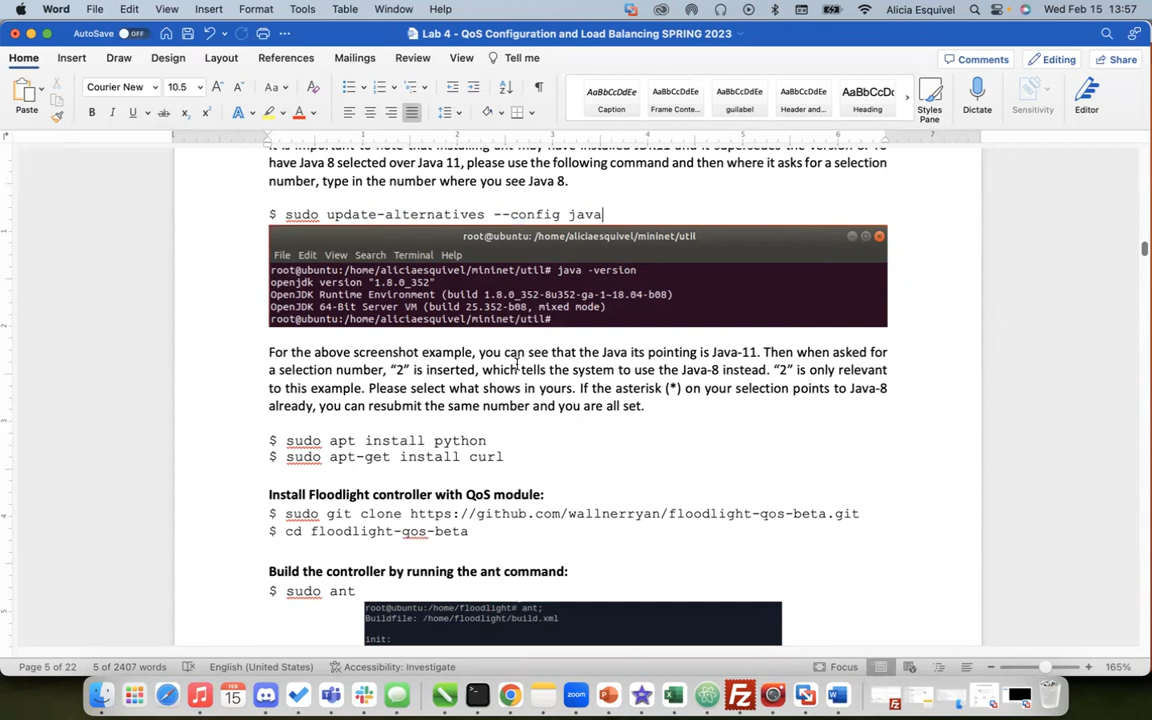 Word File Edit View Insert Format Tools Table Window Help Alicia Esquivel Wed Feb 15 13:57
AutoSave OFF Lab 4 - QoS Configuration and Load Balancing SPRING 2023
Home Insert Draw Design Layout References Mailings Review View Tell me Comments Editing Share
Paste Courier New 10.5 Aa
AaBbCcDdEe AaBbCcDdEe AaBbCcDdEe AaBbCcDdEe AaBbCcDc
Caption Frame Conte... guilabel Header and... Heading Styles Pane Dictate Sensitivity Editor
have Java 8 selected over Java 11, please use the following command and then where it asks for a selection
number, type in the number where you see Java 8.
$ sudo update-alternatives --config java
root@ubuntu: /home/aliciaesquivel/mininet/util
File Edit View Search Terminal Help
root@ubuntu:/home/aliciaesquivel/mininet/util# java -version
openjdk version "1.8.0_352"
OpenJDK Runtime Environment (build 1.8.0_352-8u352-ga-1~18.04-b08)
OpenJDK 64-Bit Server VM (build 25.352-b08, mixed mode)
root@ubuntu:/home/aliciaesquivel/mininet/util#
For the above screenshot example, you can see that the Java its pointing is Java-11. Then when asked for
a selection number, “2” is inserted, which tells the system to use the Java-8 instead. “2” is only relevant
to this example. Please select what shows in yours. If the asterisk (*) on your selection points to Java-8
already, you can resubmit the same number and you are all set.
$ sudo apt install python
$ sudo apt-get install curl
Install Floodlight controller with QoS module:
$ sudo git clone https://github.com/wallnerryan/floodlight-qos-beta.git
$ cd floodlight-qos-beta
Build the controller by running the ant command:
$ sudo ant
root@ubuntu:/home/floodlight# ant;
Buildfile: /home/floodlight/build.xml
init:
Page 5 of 22 5 of 2407 words English (United States) Accessibility: Investigate Focus 165%